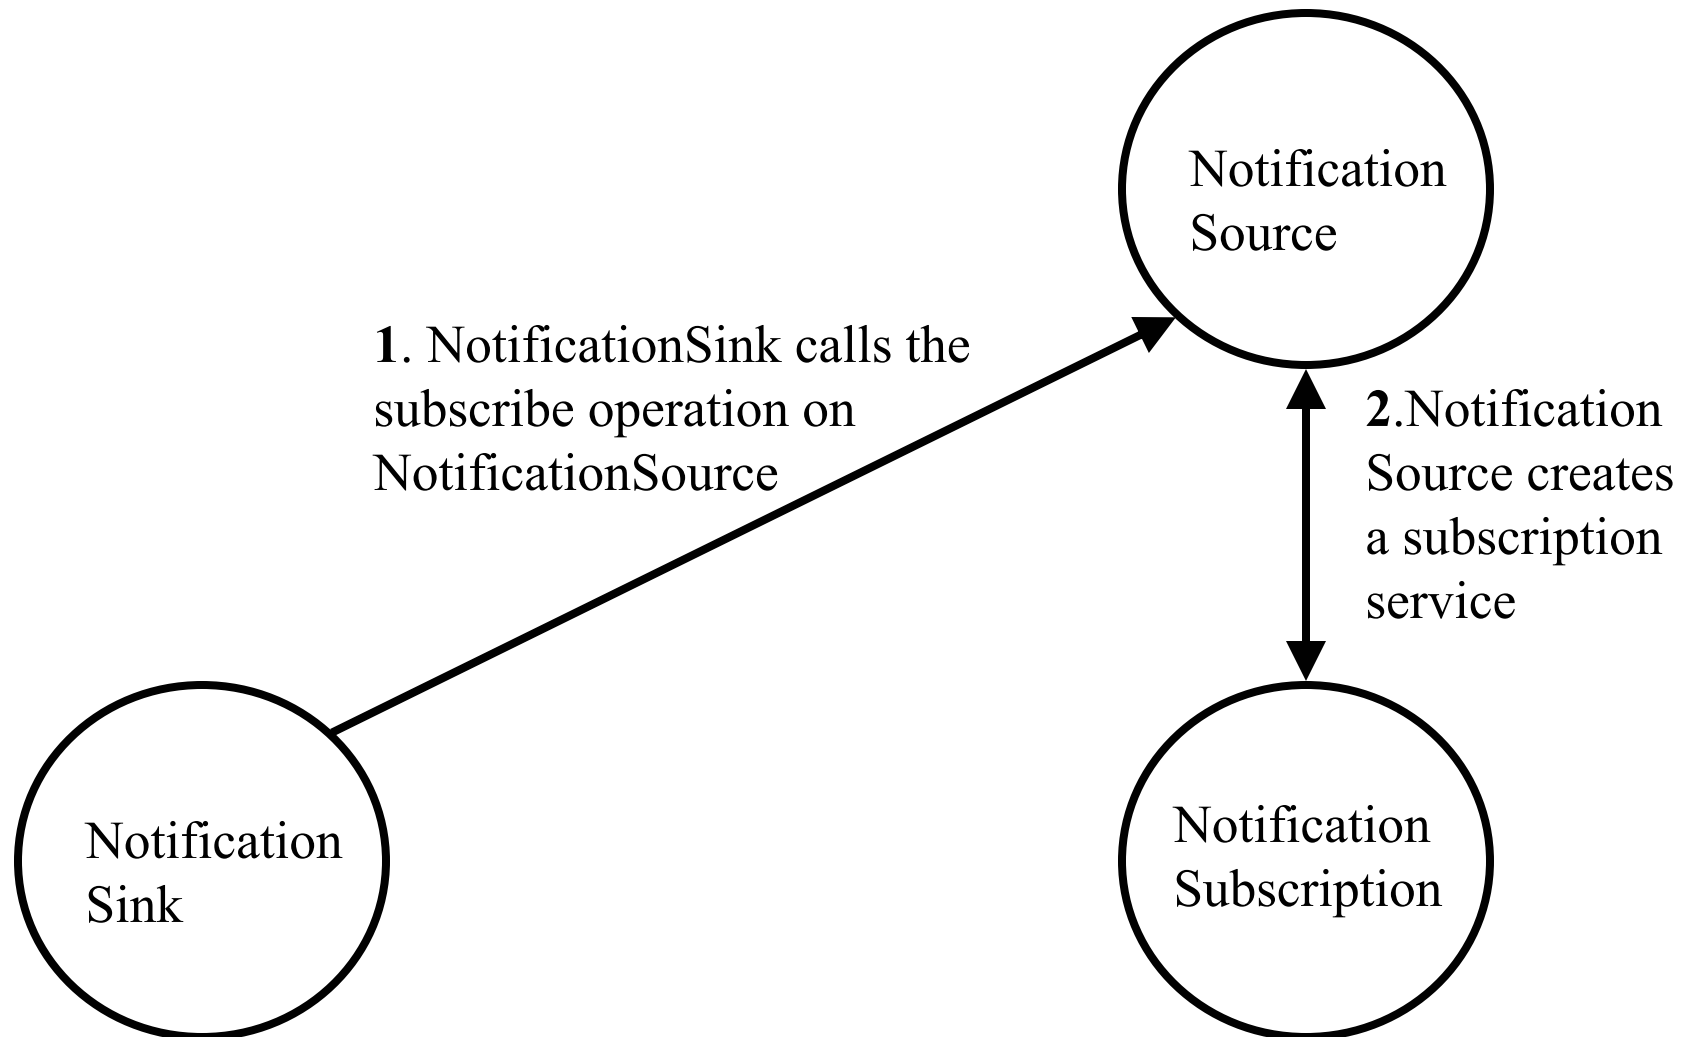 Notification
Source
1. NotificationSink calls the
subscribe operation on
NotificationSource
2.Notification
Source creates
a subscription
service
Notification
Sink
Notification
Subscription